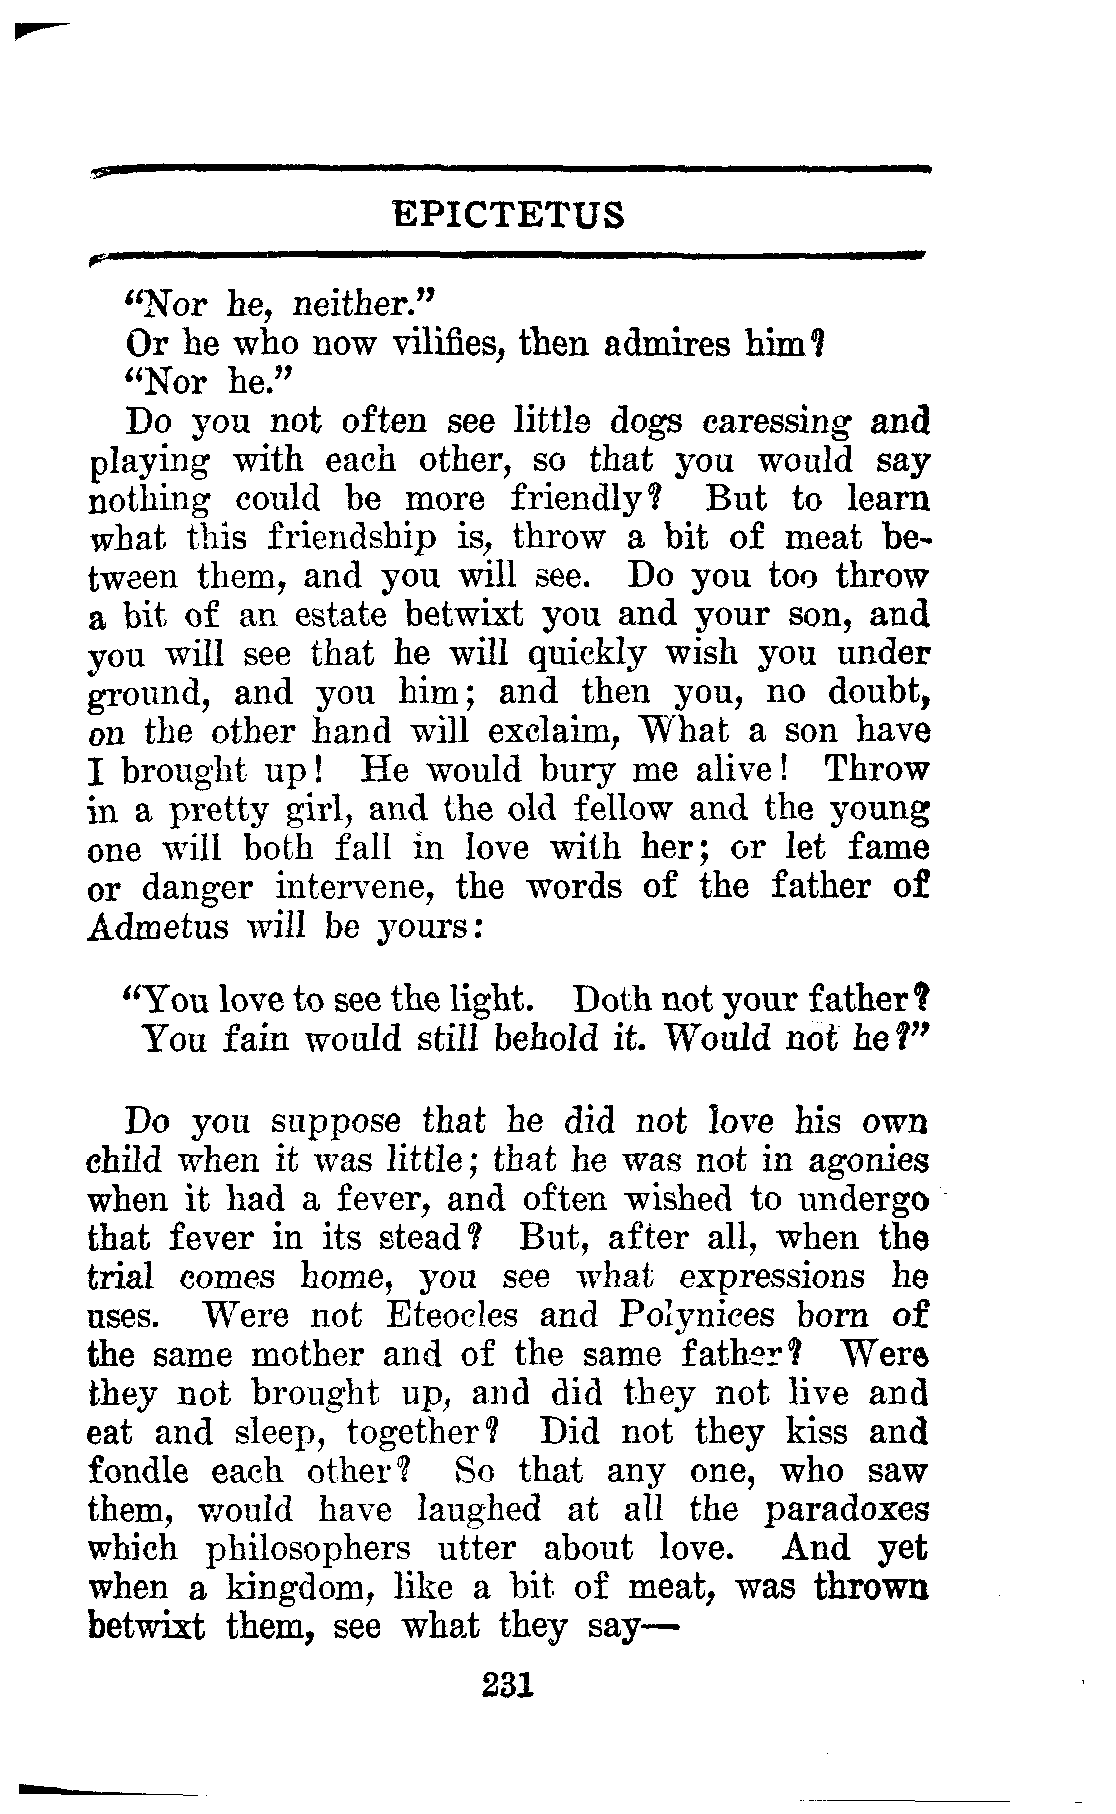 EPICTETUS
"Nor he, neither."
Or he who now vilifies, then admires him?
"Nor he."
Do you not often see little dogs caressing and
playing with each other, so that you would say
nothing could be more friendly? But to learn
what this friendship is, throw a bit of meat be-
tween them, and you will see. Do you too throw
a bit of an estate betwixt you and your son, and
you will see that he will quickly wish you under
ground, and you him; and then you, no doubt,
on the other hand will exclaim, What a son have
I brought up! He would bury me alive! Throw
in a pretty girl, and the old fellow and the young
one will both fall in love with her; or let fame
or danger intervene, the words of the father of
Admetus will be yours:
"You love to see the light. Doth not your father?
You fain would still behold it. Would not he?"
Do you suppose that he did not love his own
child when it was little; that he was not in agonies
when it had a fever, and often wished to undergo
that fever in its stead? But, after all, when the
trial comes home, you see what expressions he
uses. Were not Eteocles and Polynices born of
the same mother and of the same father? Were
they not brought up, and did they not live and
eat and sleep, together? Did not they kiss and
fondle each other? So that any one, who saw
them, would have laughed at all the paradoxes
which philosophers utter about love. And yet
when a kingdom, like a bit of meat, was thrown
betwixt them, see what they say—
231